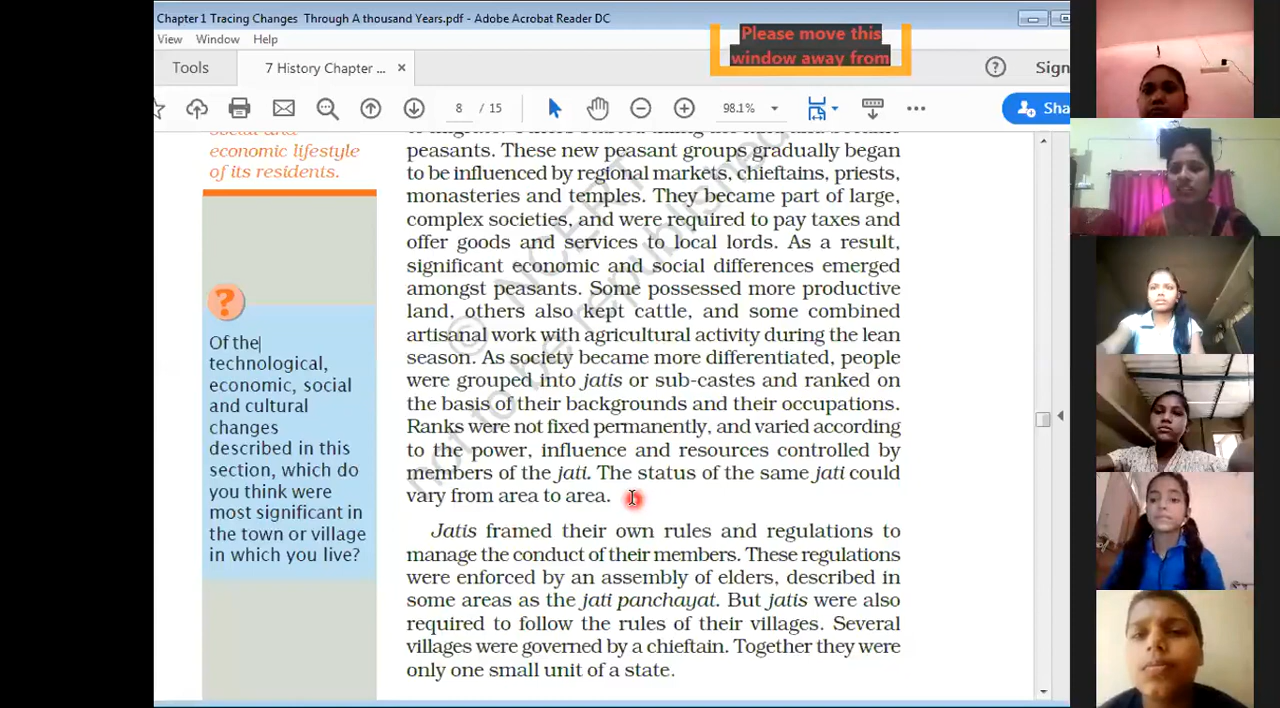 Chapter 1 Tracing Changes Through A thousand Years.pdf - Adobe Acrobat Reader DC
View Window Help
Please move this
window away from
Tools
7 History Chapter ... ×
Sign
8 / 15
98.1%
Sha
economic lifestyle
of its residents.
?
Of the
technological,
economic, social
and cultural
changes
described in this
section, which do
you think were
most significant in
the town or village
in which you live?
peasants. These new peasant groups gradually began
to be influenced by regional markets, chieftains, priests,
monasteries and temples. They became part of large,
complex societies, and were required to pay taxes and
offer goods and services to local lords. As a result,
significant economic and social differences emerged
amongst peasants. Some possessed more productive
land, others also kept cattle, and some combined
artisanal work with agricultural activity during the lean
season. As society became more differentiated, people
were grouped into jatis or sub-castes and ranked on
the basis of their backgrounds and their occupations.
Ranks were not fixed permanently, and varied according
to the power, influence and resources controlled by
members of the jati. The status of the same jati could
vary from area to area.
Jatis framed their own rules and regulations to
manage the conduct of their members. These regulations
were enforced by an assembly of elders, described in
some areas as the jati panchayat. But jatis were also
required to follow the rules of their villages. Several
villages were governed by a chieftain. Together they were
only one small unit of a state.
© NCERT
not to be republished